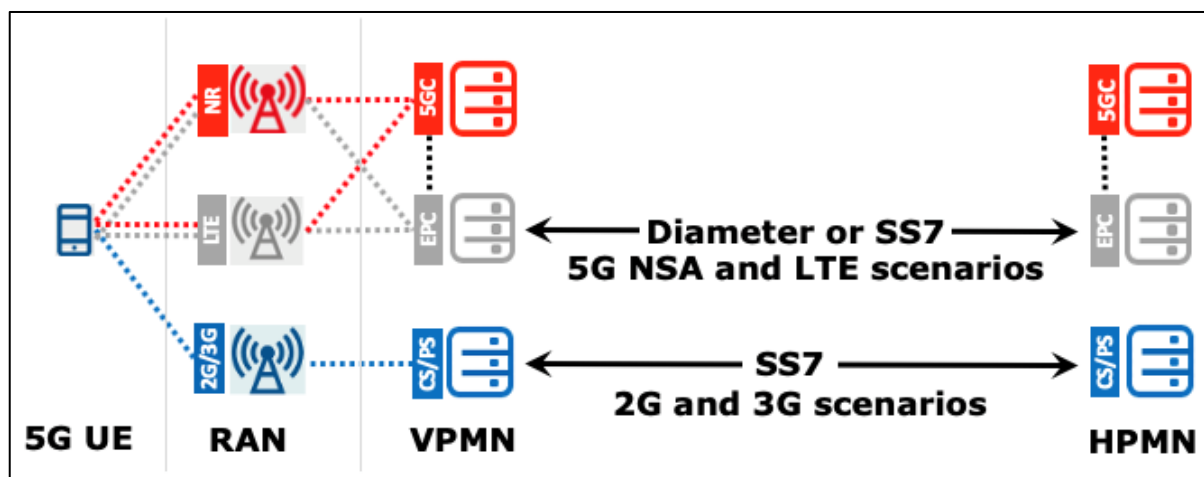 NR
5GC
5GC
LTE
EPC
Diameter or SS7
5G NSA and LTE scenarios
EPC
2G/3G
CS/PS
SS7
2G and 3G scenarios
CS/PS
5G UE
RAN
VPMN
HPMN